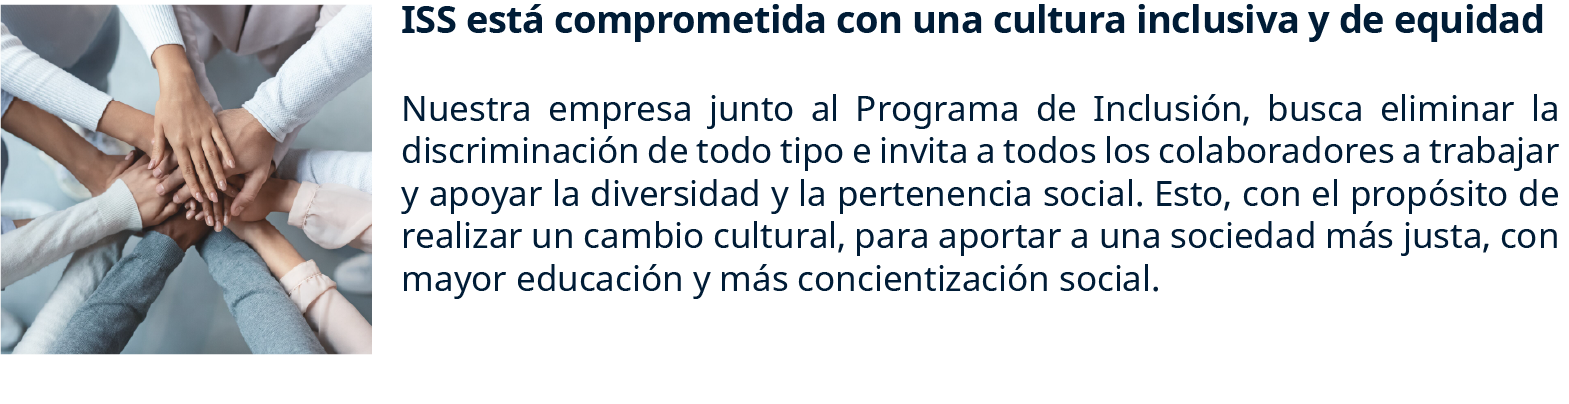 ISS está comprometida con una cultura inclusiva y de equidad
Nuestra empresa junto al Programa de Inclusión, busca eliminar la
discriminación de todo tipo e invita a todos los colaboradores a trabajar
y apoyar la diversidad y la pertenencia social. Esto, con el propósito de
realizar un cambio cultural, para aportar a una sociedad más justa, con
mayor educación y más concientización social.